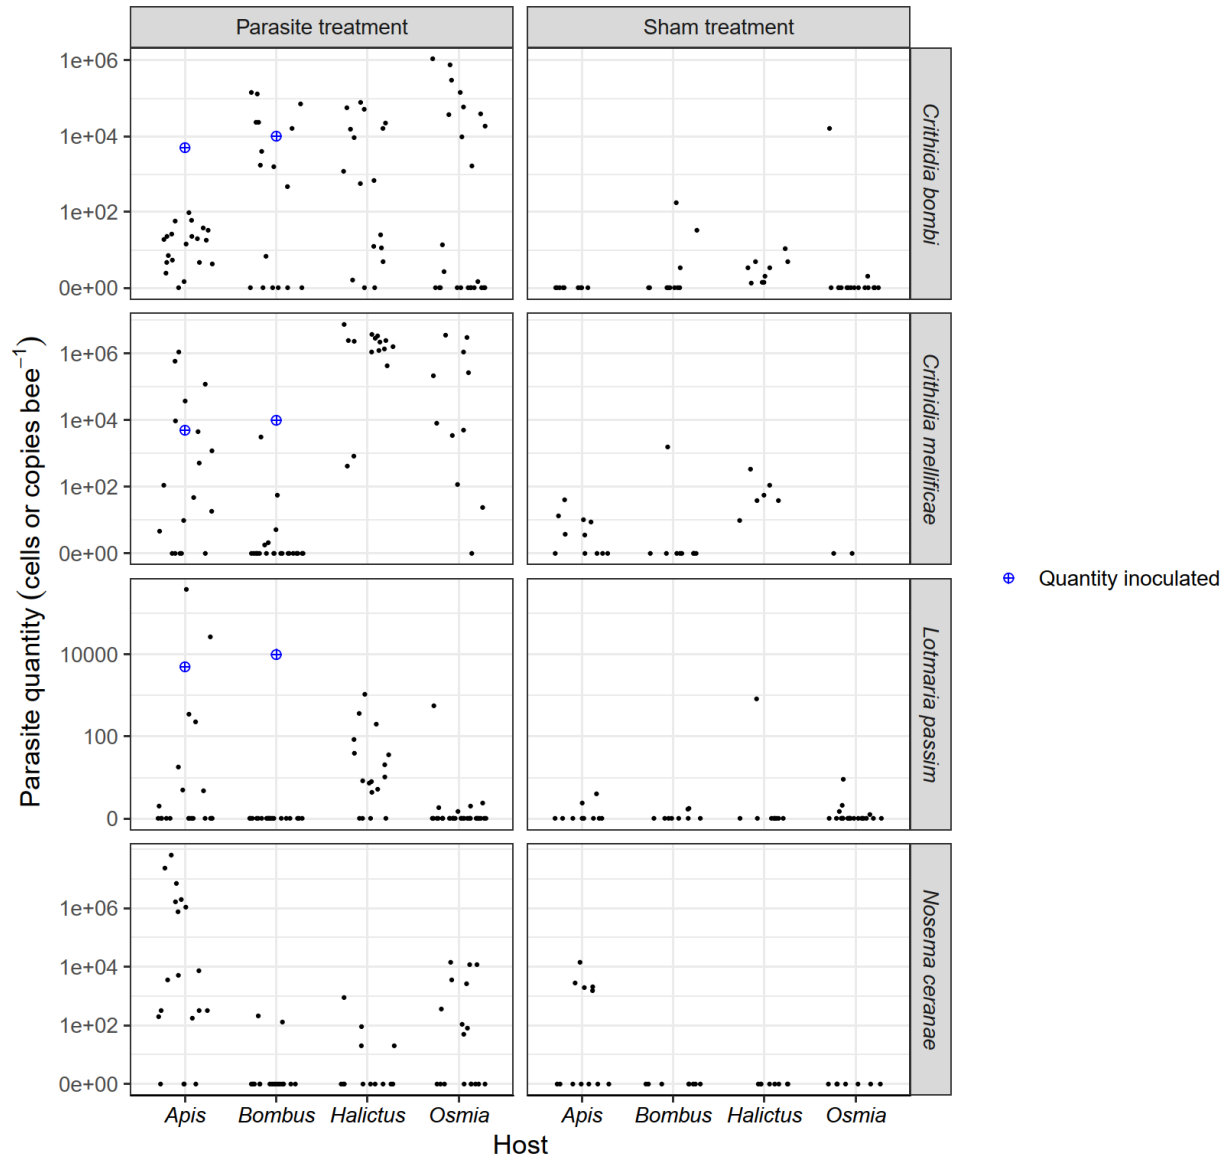 Parasite treatment
Sham treatment
Parasite quantity (cells or copies bee⁻¹)
1e+06
1e+04
1e+02
0e+00
Crithidia bombi
1e+06
1e+04
1e+02
0e+00
Crithidia mellificae
10000
100
0
Lotmaria passim
1e+06
1e+04
1e+02
0e+00
Nosema ceranae
Quantity inoculated
Apis Bombus Halictus Osmia
Apis Bombus Halictus Osmia
Host